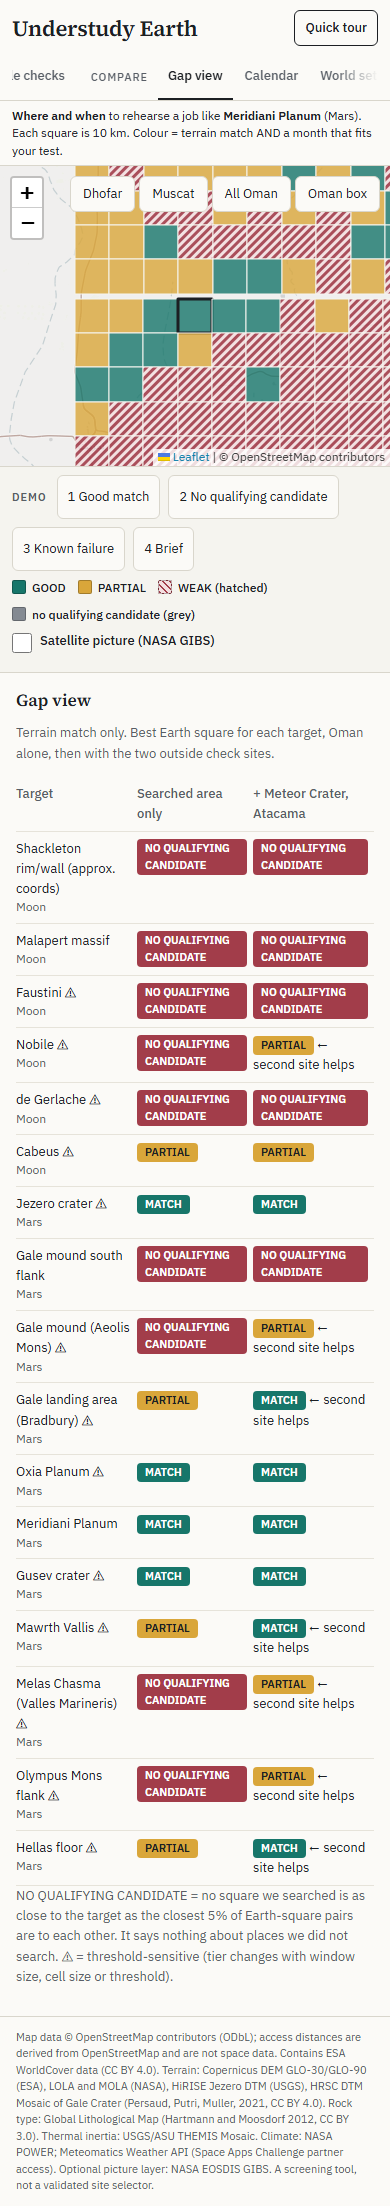 Understudy Earth
Quick tour
le checks
COMPARE
Gap view
Calendar
World se
Where and when to rehearse a job like Meridiani Planum (Mars).
Each square is 10 km. Colour = terrain match AND a month that fits
your test.
+
−
Dhofar
Muscat
All Oman
Oman box
Leaflet | © OpenStreetMap contributors
DEMO
1 Good match
2 No qualifying candidate
3 Known failure
4 Brief
GOOD
PARTIAL
WEAK (hatched)
no qualifying candidate (grey)
Satellite picture (NASA GIBS)
Gap view
Terrain match only. Best Earth square for each target, Oman
alone, then with the two outside check sites.
Target
Searched area
only
+ Meteor Crater,
Atacama
Shackleton
rim/wall (approx.
coords)
Moon
NO QUALIFYING
CANDIDATE
NO QUALIFYING
CANDIDATE
Malapert massif
Moon
NO QUALIFYING
CANDIDATE
NO QUALIFYING
CANDIDATE
Faustini ⚠
Moon
NO QUALIFYING
CANDIDATE
NO QUALIFYING
CANDIDATE
Nobile ⚠
Moon
NO QUALIFYING
CANDIDATE
PARTIAL ←
second site helps
de Gerlache ⚠
Moon
NO QUALIFYING
CANDIDATE
NO QUALIFYING
CANDIDATE
Cabeus ⚠
Moon
PARTIAL
PARTIAL
Jezero crater ⚠
Mars
MATCH
MATCH
Gale mound south
flank
Mars
NO QUALIFYING
CANDIDATE
NO QUALIFYING
CANDIDATE
Gale mound (Aeolis
Mons) ⚠
Mars
NO QUALIFYING
CANDIDATE
PARTIAL ←
second site helps
Gale landing area
(Bradbury) ⚠
Mars
PARTIAL
MATCH ← second
site helps
Oxia Planum ⚠
Mars
MATCH
MATCH
Meridiani Planum
Mars
MATCH
MATCH
Gusev crater ⚠
Mars
MATCH
MATCH
Mawrth Vallis ⚠
Mars
PARTIAL
MATCH ← second
site helps
Melas Chasma
(Valles Marineris)
⚠
Mars
NO QUALIFYING
CANDIDATE
PARTIAL ←
second site helps
Olympus Mons
flank ⚠
Mars
NO QUALIFYING
CANDIDATE
PARTIAL ←
second site helps
Hellas floor ⚠
Mars
PARTIAL
MATCH ← second
site helps
NO QUALIFYING CANDIDATE = no square we searched is as
close to the target as the closest 5% of Earth-square pairs
are to each other. It says nothing about places we did not
search. ⚠ = threshold-sensitive (tier changes with window
size, cell size or threshold).
Map data © OpenStreetMap contributors (ODbL); access distances are
derived from OpenStreetMap and are not space data. Contains ESA
WorldCover data (CC BY 4.0). Terrain: Copernicus DEM GLO-30/GLO-90
(ESA), LOLA and MOLA (NASA), HiRISE Jezero DTM (USGS), HRSC DTM
Mosaic of Gale Crater (Persaud, Putri, Muller, 2021, CC BY 4.0). Rock
type: Global Lithological Map (Hartmann and Moosdorf 2012, CC BY
3.0). Thermal inertia: USGS/ASU THEMIS Mosaic. Climate: NASA
POWER; Meteomatics Weather API (Space Apps Challenge partner
access). Optional picture layer: NASA EOSDIS GIBS. A screening tool,
not a validated site selector.